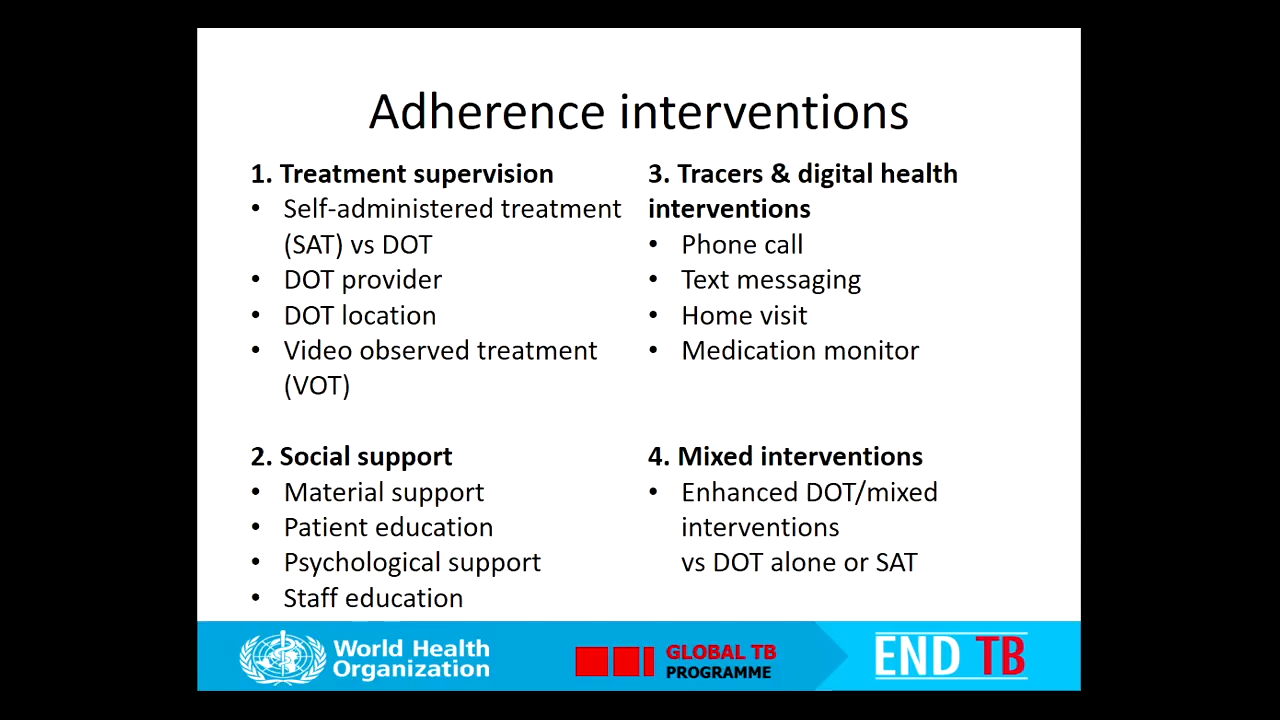 Adherence interventions
1. Treatment supervision
• Self-administered treatment
(SAT) vs DOT
• DOT provider
• DOT location
• Video observed treatment
(VOT)
2. Social support
• Material support
• Patient education
• Psychological support
• Staff education
3. Tracers & digital health
interventions
• Phone call
• Text messaging
• Home visit
• Medication monitor
4. Mixed interventions
• Enhanced DOT/mixed
interventions
vs DOT alone or SAT
World Health
Organization
GLOBAL TB
PROGRAMME
END TB